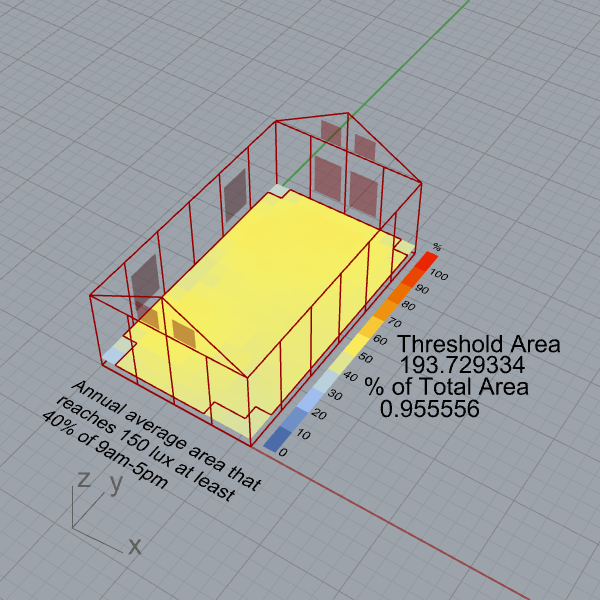 %
100
90
80
70
60
50
40
30
20
10
0
Threshold Area
193.729334
% of Total Area
0.955556
Annual average area that
reaches 150 lux at least
40% of 9am-5pm
z
y
x